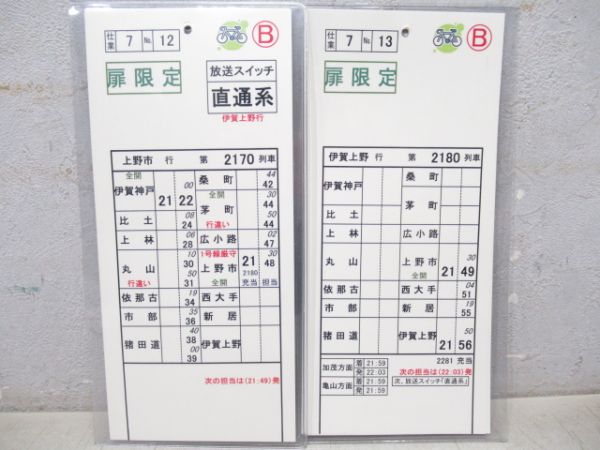 仕業 7 № 12 Ⓑ
扉限定
放送スイッチ
直通系
伊賀上野行
上野市 行 第 2170 列車
全開
伊賀神戸 21 22 00
比土 24 08
上林 28 06
丸山 30 10
行違い 31 50
依那古 34 19
市部 36 35
猪田道 38 40
39 00
桑町 42 44
全開
茅町 44 30
行違い 44 50
広小路 47 02
1号線厳守
上野市 21 48 30
全開 2180 充当 担当
西大手
新居
伊賀上野
次の担当は(21:49)発
仕業 7 № 13 Ⓑ
扉限定
伊賀上野 行 第 2180 列車
伊賀神戸
比土
上林
丸山
依那古
市部
猪田道
桑町
茅町
広小路
上野市 21 49 30
全開
西大手 51 04
新居 55 19
伊賀上野 21 56 50
2281 充当
加茂方面 着 21:59
発 22:03
亀山方面 着 21:59
発 21:59
次の担当は(22:03)発
次、放送スイッチ「直通系」